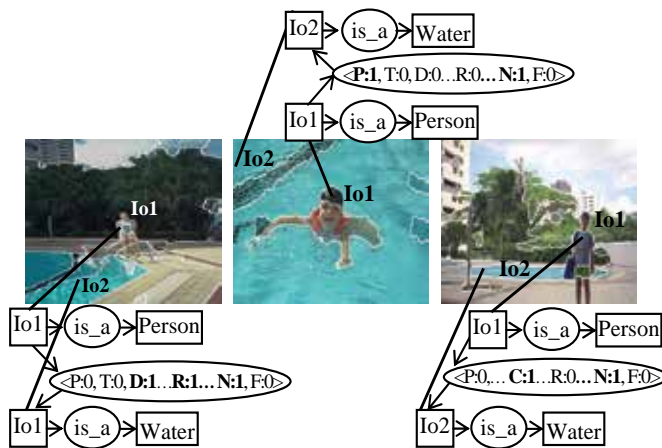 Io2 is_a Water
<P:1, T:0, D:0…R:0… N:1, F:0>
Io1 is_a Person
Io2
Io1
Io1
Io2
Io1
Io2
Io1 is_a Person
<P:0, T:0, D:1…R:1… N:1, F:0>
Io1 is_a Water
Io1 is_a Person
<P:0,… C:1…R:0… N:1, F:0>
Io2 is_a Water